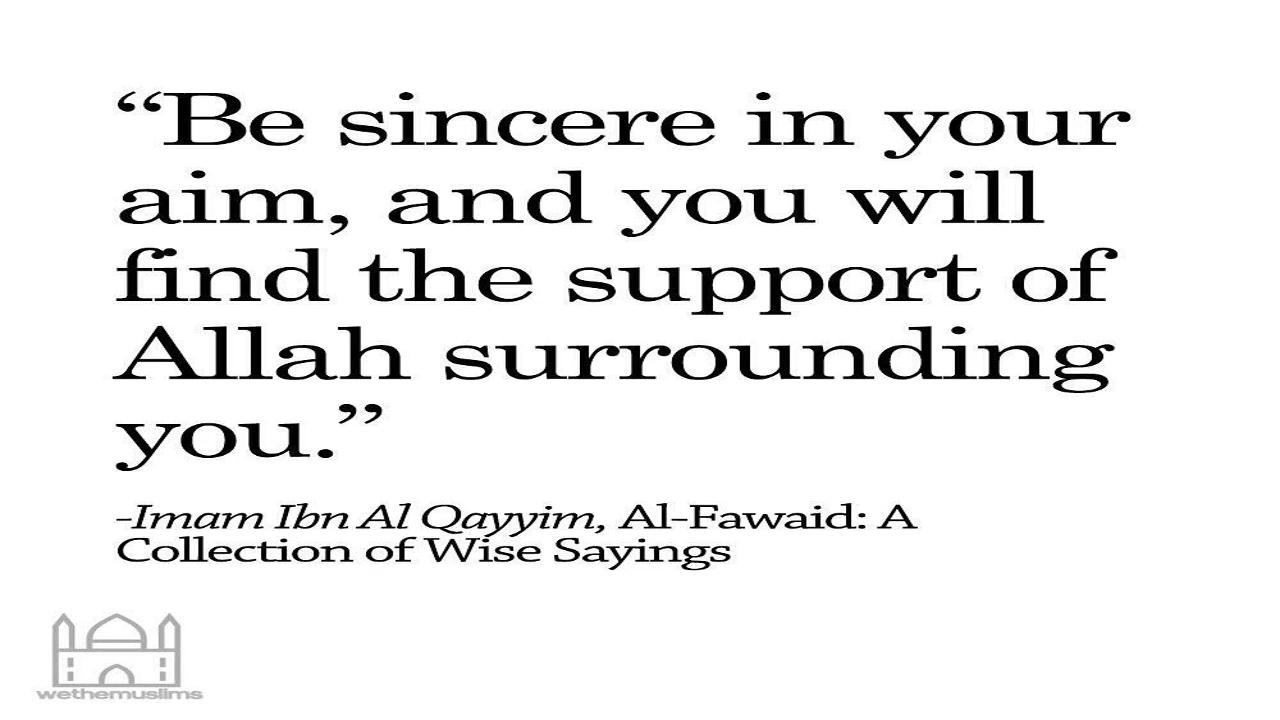 “Be sincere in your
aim, and you will
find the support of
Allah surrounding
you.”
-Imam Ibn Al Qayyim, Al-Fawaid: A
Collection of Wise Sayings
wethemuslims